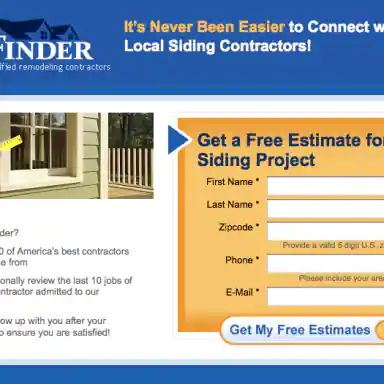 FINDER
ified remodeling contractors
It's Never Been Easier to Connect w
Local Siding Contractors!
der?
0 of America's best contractors
e from
onally review the last 10 jobs of
ntractor admitted to our
ow up with you after your
o ensure you are satisfied!
Get a Free Estimate for
Siding Project
First Name *
Last Name *
Zipcode *
Provide a valid 5 digit U.S. z
Phone *
Please include your area
E-Mail *
Get My Free Estimates